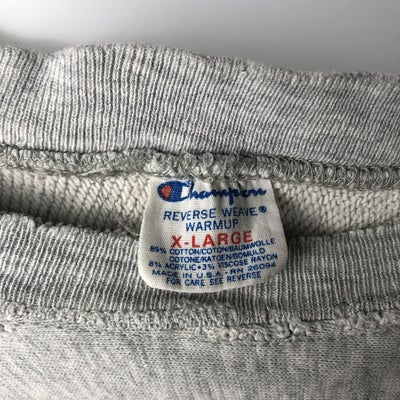 Champion
REVERSE WEAVE®
WARMUP
X-LARGE
89% COTTON/COTON/BAUMWOLLE
COTONE/KATOEN/BOMULD
8% ACRYLIC • 3% VISCOSE RAYON
MADE IN U.S.A. - RN 26094
FOR CARE SEE REVERSE